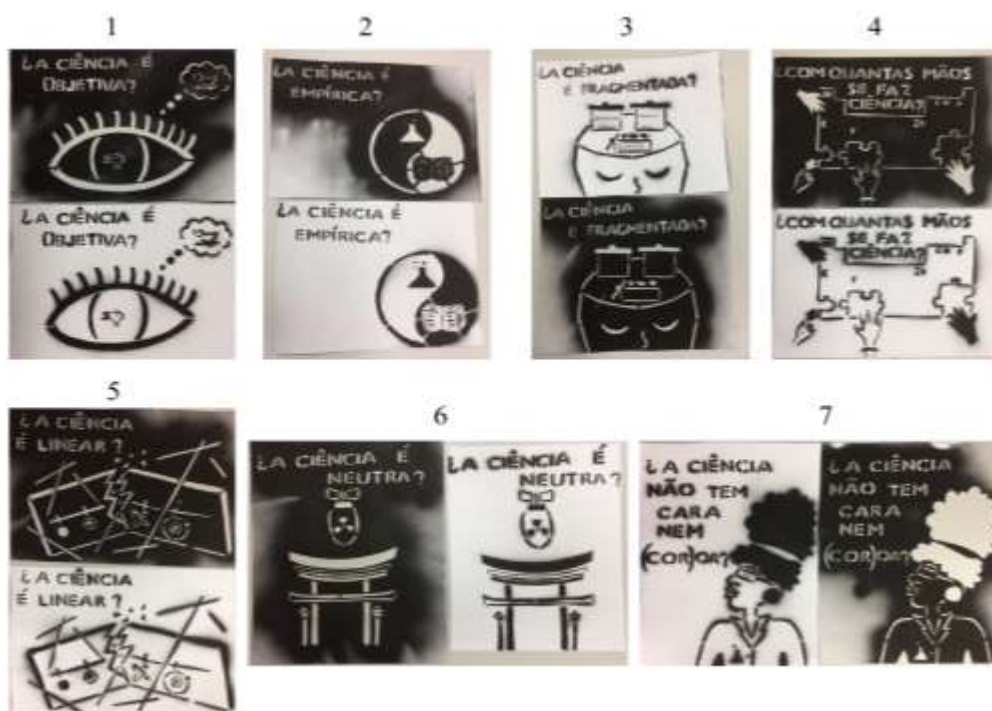 1
¿A CIÊNCIA É
OBJETIVA?
¿A CIÊNCIA É
OBJETIVA?
2
¿A CIÊNCIA É
EMPÍRICA?
¿A CIÊNCIA É
EMPÍRICA?
3
¿A CIÊNCIA
É FRAGMENTADA?
¿A CIÊNCIA
É FRAGMENTADA?
4
¿COM QUANTAS MÃOS
SE FAZ
CIÊNCIA?
¿COM QUANTAS MÃOS
SE FAZ
CIÊNCIA?
5
¿A CIÊNCIA
É LINEAR?
¿A CIÊNCIA
É LINEAR?
6
¿A CIÊNCIA É
NEUTRA?
¿A CIÊNCIA É
NEUTRA?
7
¿A CIÊNCIA
NÃO TEM
CARA
NEM
(COR)OA?
¿A CIÊNCIA
NÃO TEM
CARA
NEM
(COR)OA?